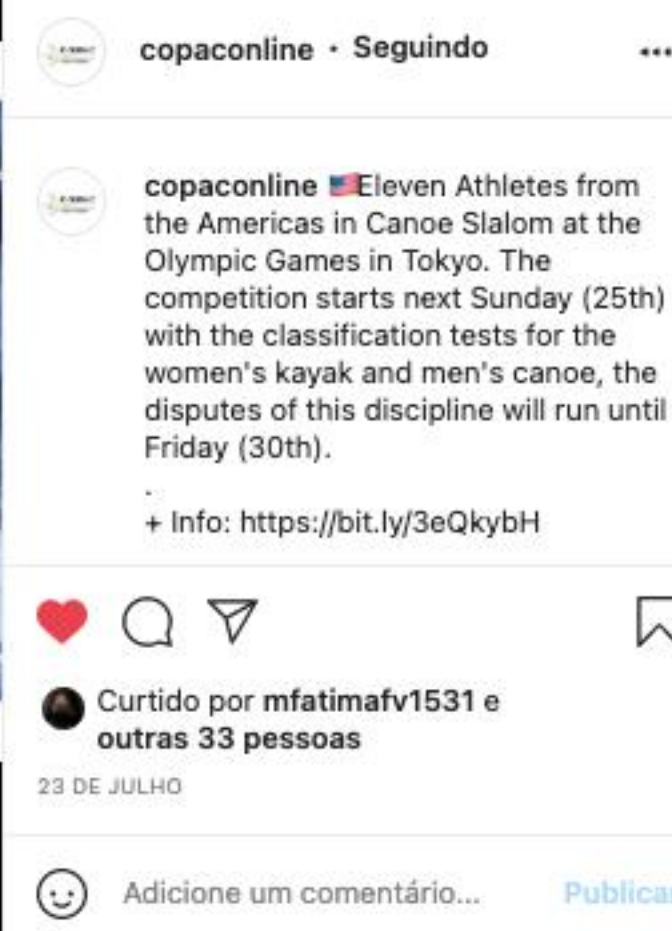 copaconline • Seguindo
copaconline 🇺🇸Eleven Athletes from
the Americas in Canoe Slalom at the
Olympic Games in Tokyo. The
competition starts next Sunday (25th)
with the classification tests for the
women's kayak and men's canoe, the
disputes of this discipline will run until
Friday (30th).
.
+ Info: https://bit.ly/3eQkybH
Curtido por mfatimafv1531 e
outras 33 pessoas
23 DE JULHO
Adicione um comentário... Publicar